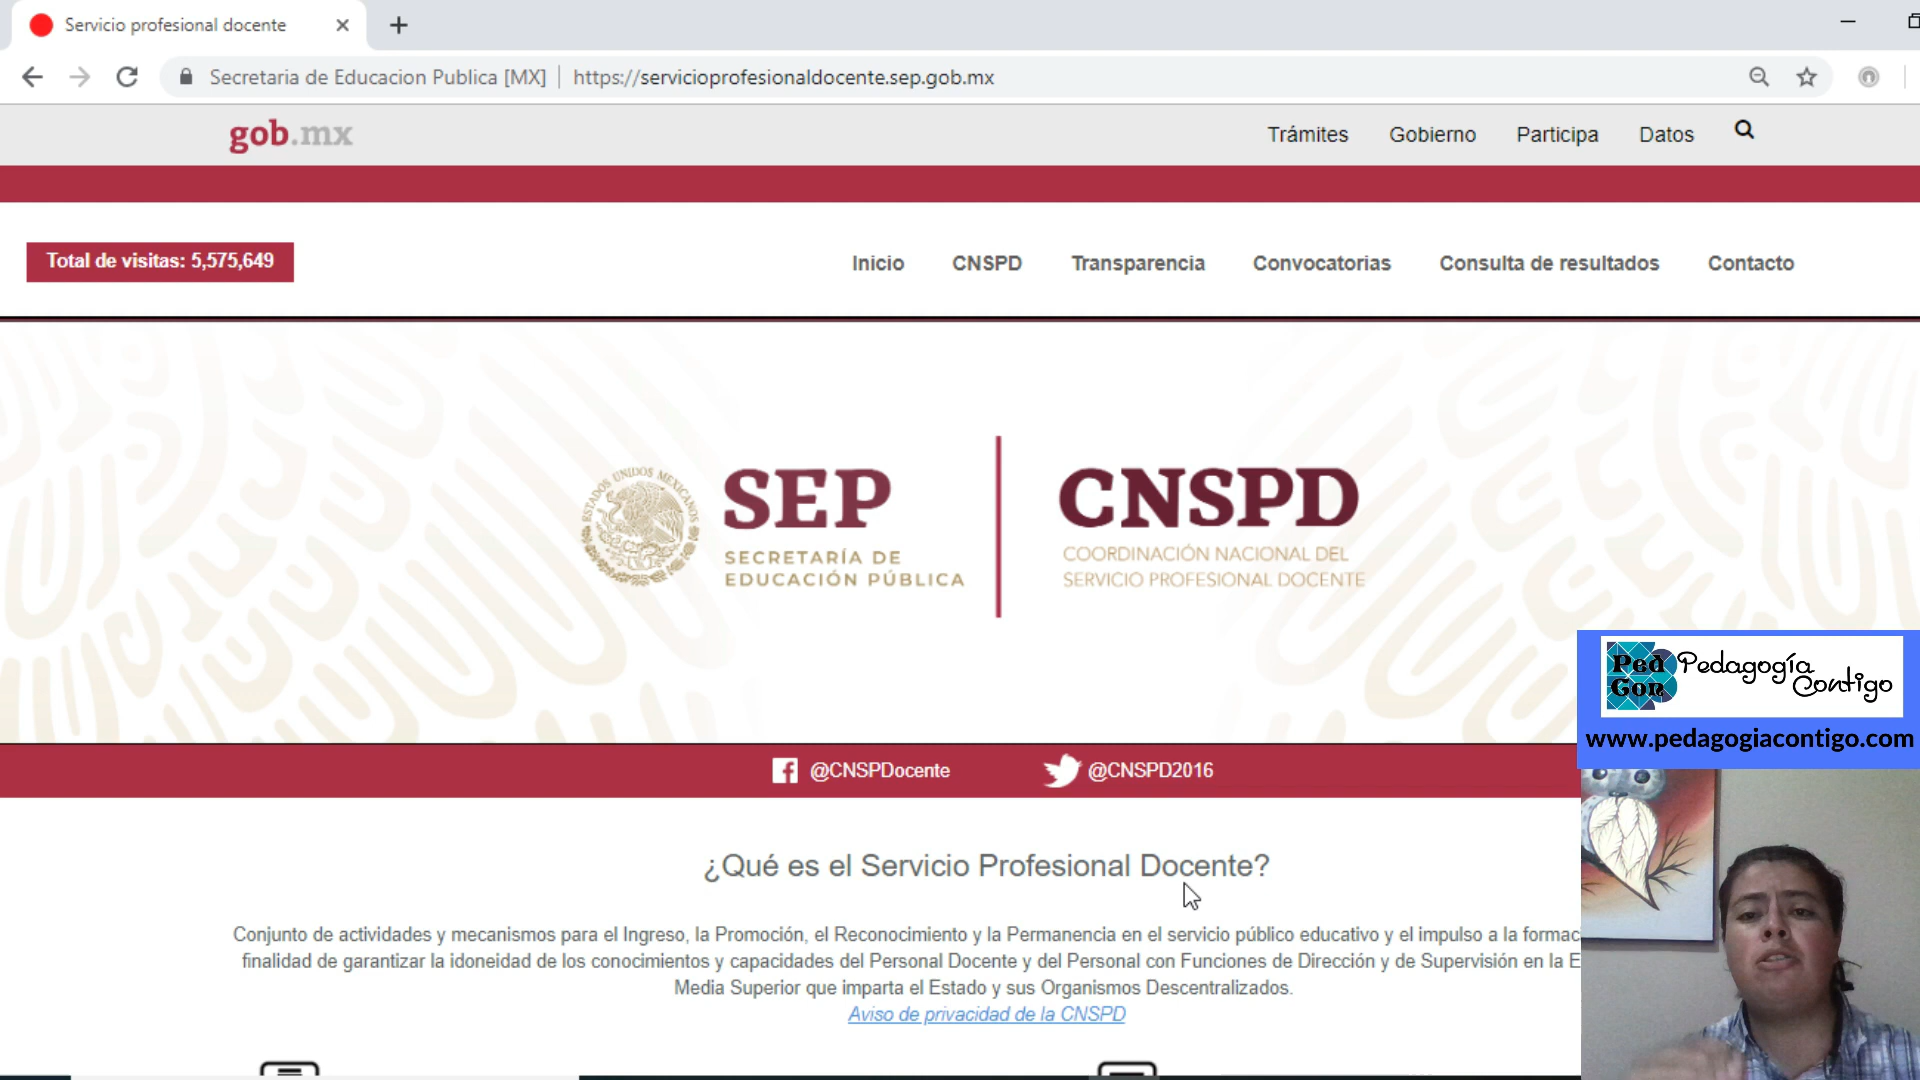 Servicio profesional docente
Secretaria de Educacion Publica [MX] | https://servicioprofesionaldocente.sep.gob.mx
gob.mx
Trámites Gobierno Participa Datos
Total de visitas: 5,575,649
Inicio CNSPD Transparencia Convocatorias Consulta de resultados Contacto
ESTADOS UNIDOS MEXICANOS
SEP
SECRETARÍA DE
EDUCACIÓN PÚBLICA
CNSPD
COORDINACIÓN NACIONAL DEL
SERVICIO PROFESIONAL DOCENTE
Ped
Con
Pedagogía
Contigo
www.pedagogiacontigo.com
@CNSPDocente
@CNSPD2016
¿Qué es el Servicio Profesional Docente?
Conjunto de actividades y mecanismos para el Ingreso, la Promoción, el Reconocimiento y la Permanencia en el servicio público educativo y el impulso a la formac
finalidad de garantizar la idoneidad de los conocimientos y capacidades del Personal Docente y del Personal con Funciones de Dirección y de Supervisión en la E
Media Superior que imparta el Estado y sus Organismos Descentralizados.
Aviso de privacidad de la CNSPD